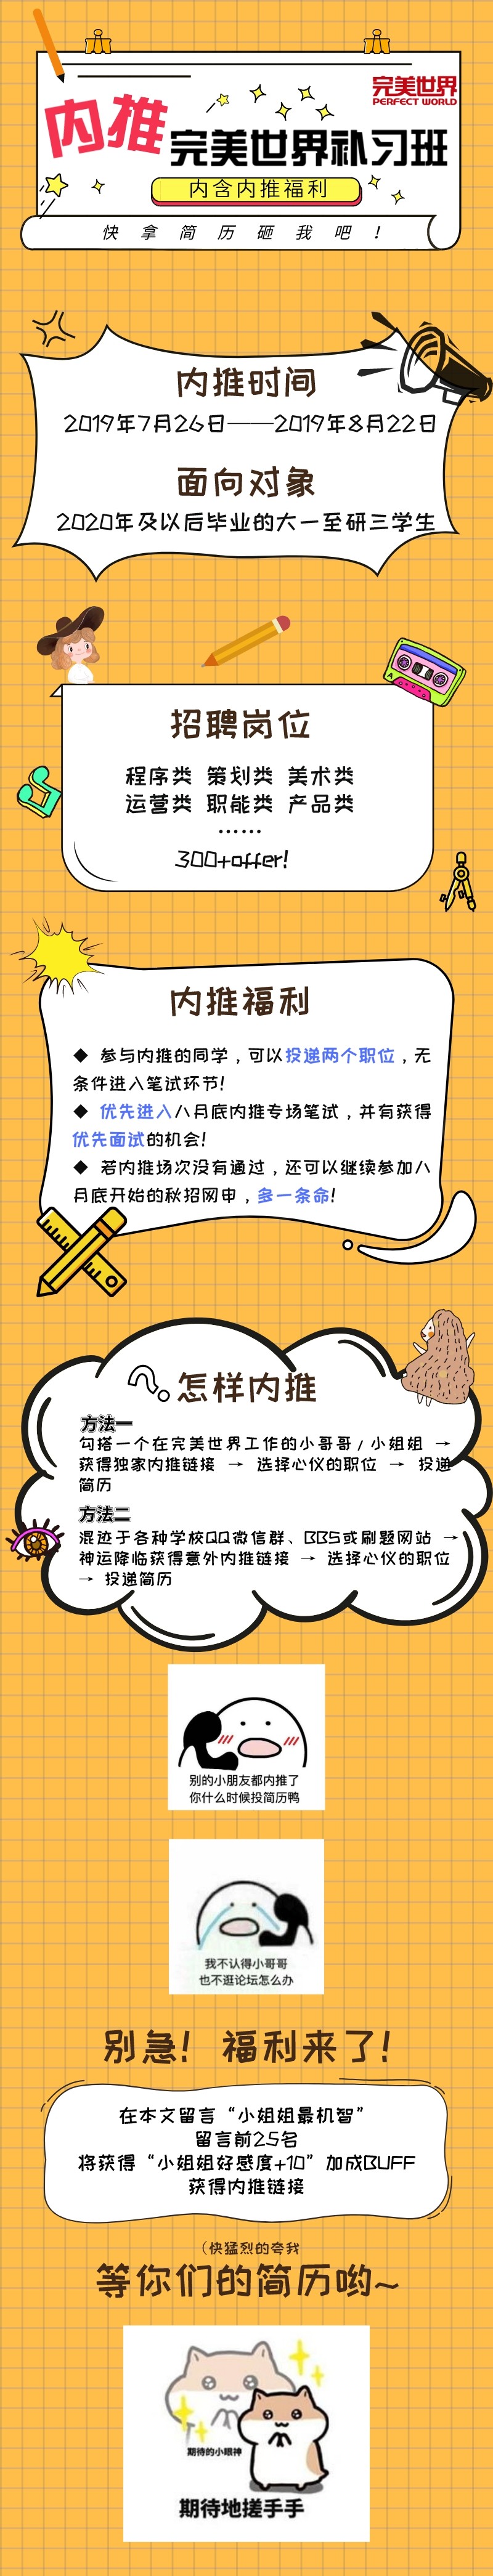 完美世界
PERFECT WORLD
内推
完美世界补习班
内含内推福利
快拿简历砸我吧！
内推时间
2019年7月26日——2019年8月22日
面向对象
2020年及以后毕业的大一至研三学生
招聘岗位
程序类 策划类 美术类
运营类 职能类 产品类
······
300+offer!
内推福利
◆ 参与内推的同学，可以投递两个职位，无
条件进入笔试环节!
◆ 优先进入八月底内推专场笔试，并有获得
优先面试的机会!
◆ 若内推场次没有通过，还可以继续参加八
月底开始的秋招网申，多一条命!
怎样内推
方法一
勾搭一个在完美世界工作的小哥哥/小姐姐 →
获得独家内推链接 → 选择心仪的职位 → 投递
简历
方法二
混迹于各种学校QQ微信群、BBS或刷题网站 →
神运降临获得意外内推链接 → 选择心仪的职位
→ 投递简历
别的小朋友都内推了
你什么时候投简历鸭
我不认得小哥哥
也不逛论坛怎么办
别急! 福利来了!
在本文留言“小姐姐最机智”
留言前25名
将获得“小姐姐好感度+10”加成BUFF
获得内推链接
（快猛烈的夸我
等你们的简历哟~
期待的小眼神
期待地搓手手